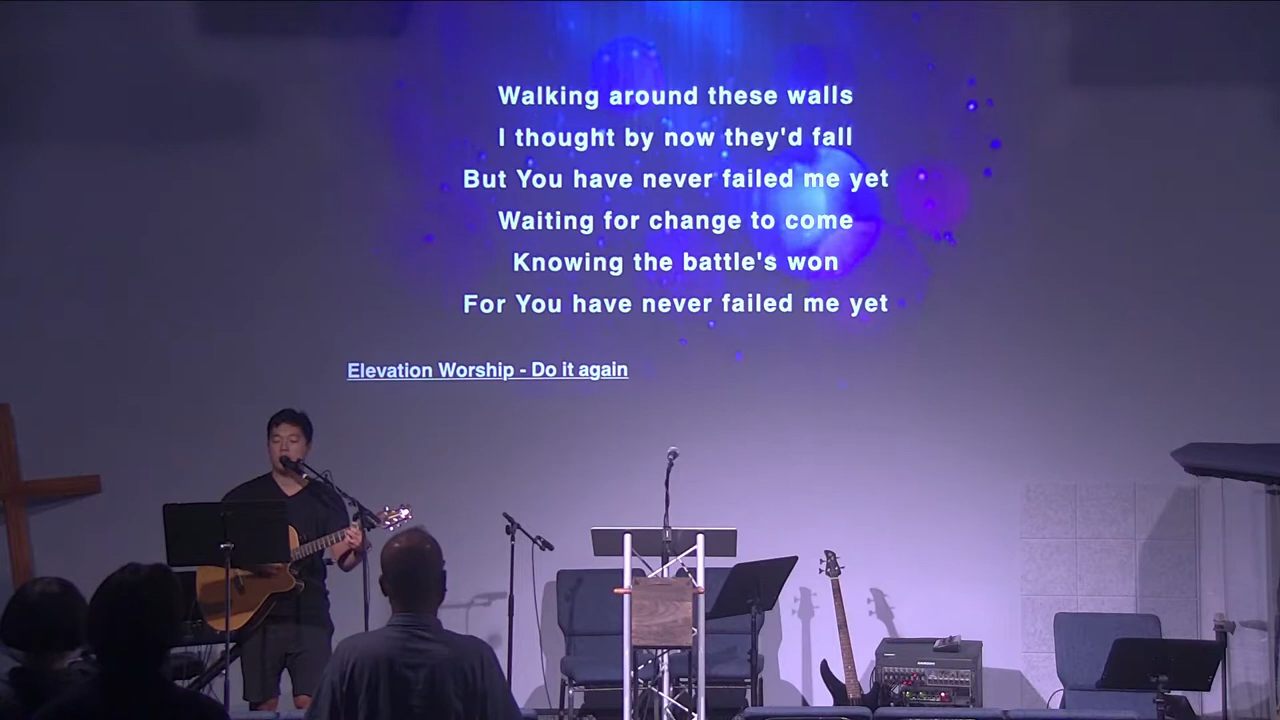 Walking around these walls
I thought by now they'd fall
But You have never failed me yet
Waiting for change to come
Knowing the battle's won
For You have never failed me yet
Elevation Worship - Do it again